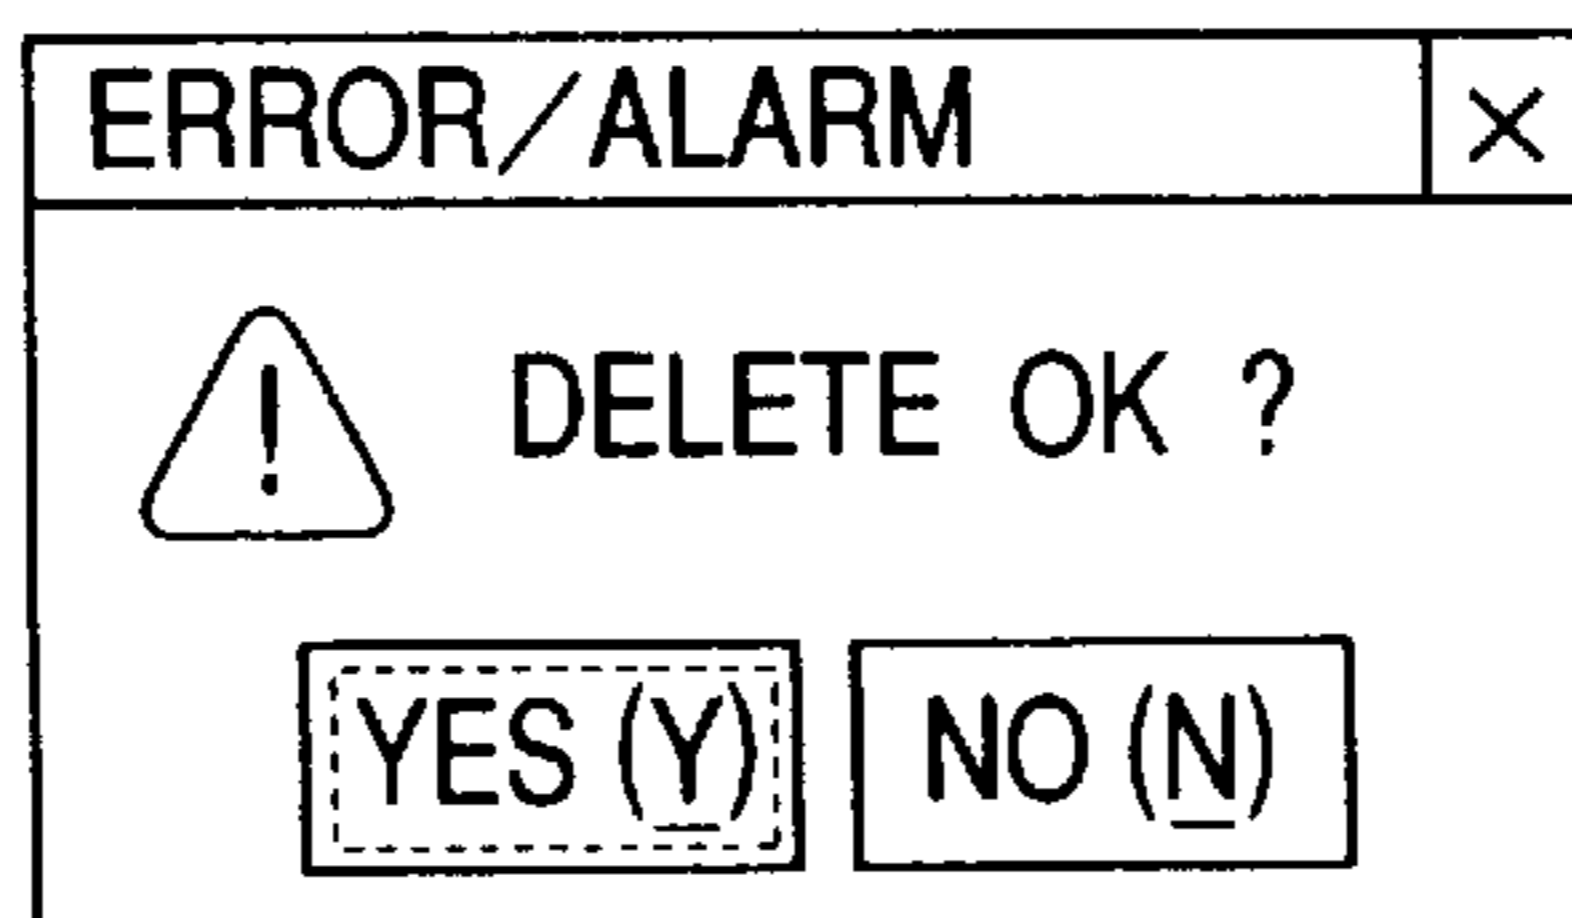 ERROR/ALARM ×
! DELETE OK ?
YES (Y) NO (N)